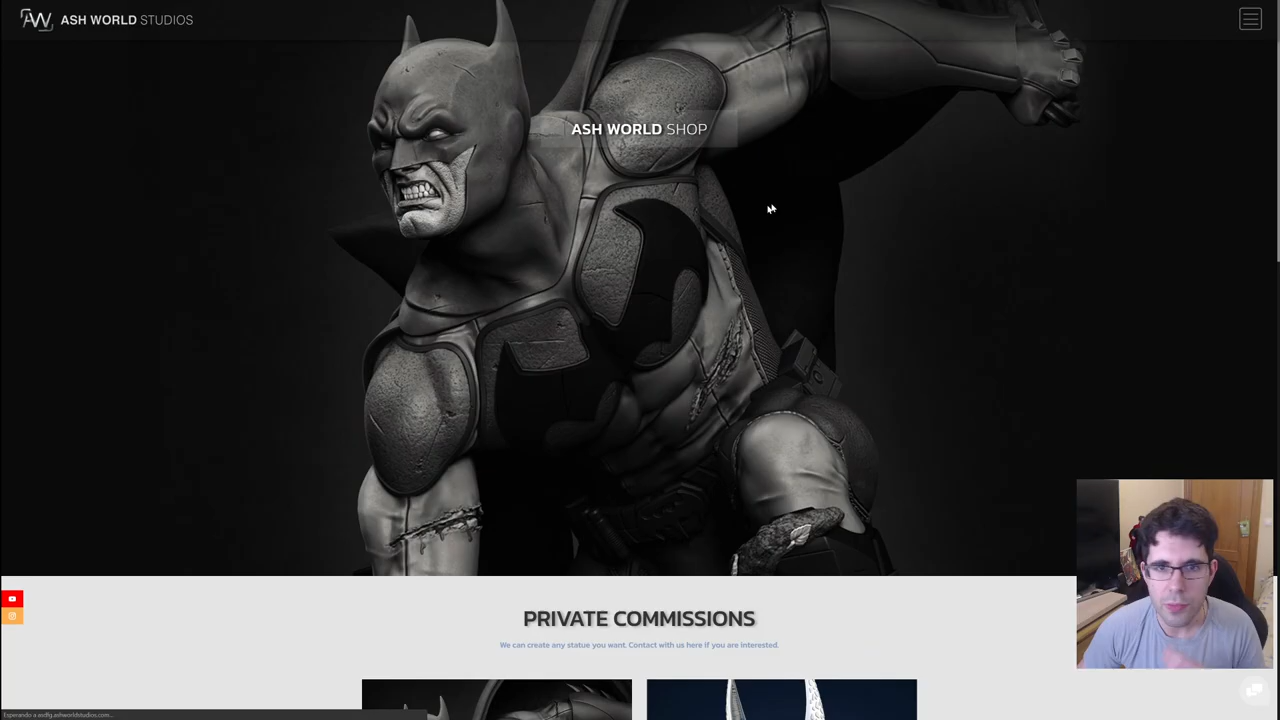 AW ASH WORLD STUDIOS
ASH WORLD SHOP
PRIVATE COMMISSIONS
We can create any statue you want. Contact with us here if you are interested.